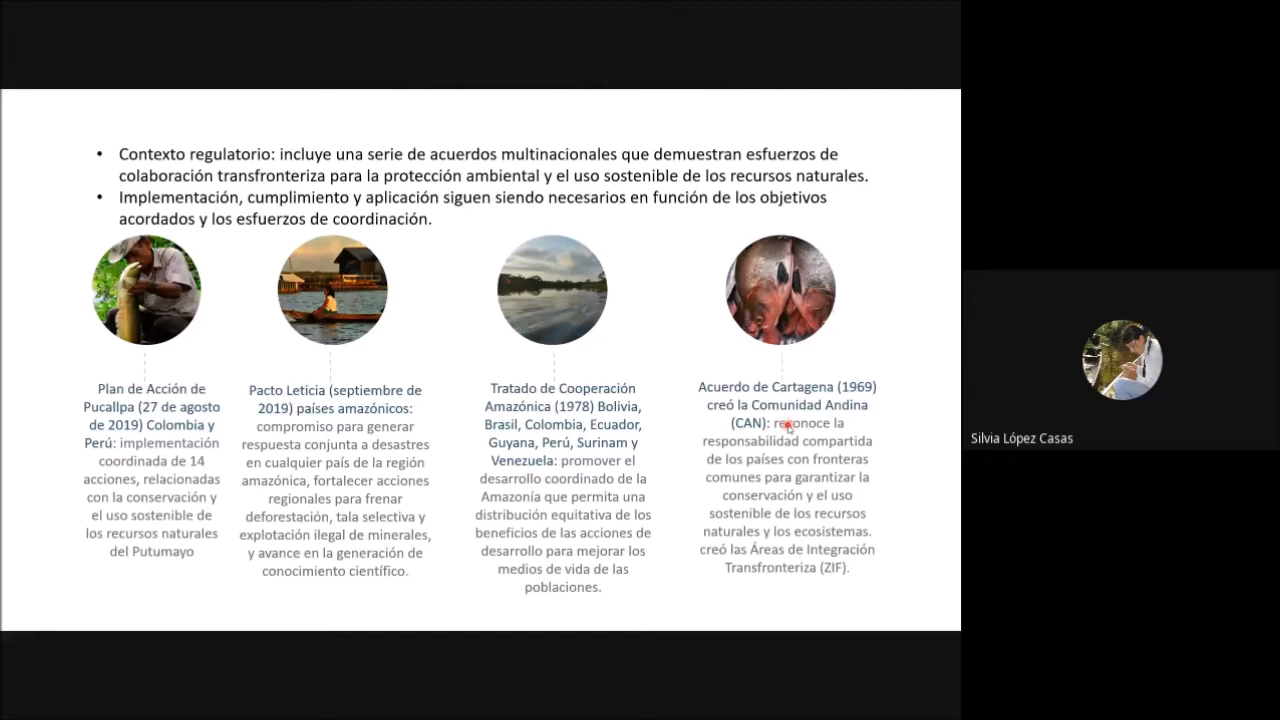 • Contexto regulatorio: incluye una serie de acuerdos multinacionales que demuestran esfuerzos de
colaboración transfronteriza para la protección ambiental y el uso sostenible de los recursos naturales.
• Implementación, cumplimiento y aplicación siguen siendo necesarios en función de los objetivos
acordados y los esfuerzos de coordinación.
Plan de Acción de
Pucallpa (27 de agosto
de 2019) Colombia y
Perú: implementación
coordinada de 14
acciones, relacionadas
con la conservación y
el uso sostenible de
los recursos naturales
del Putumayo
Pacto Leticia (septiembre de
2019) países amazónicos:
compromiso para generar
respuesta conjunta a desastres
en cualquier país de la región
amazónica, fortalecer acciones
regionales para frenar
deforestación, tala selectiva y
explotación ilegal de minerales,
y avance en la generación de
conocimiento científico.
Tratado de Cooperación
Amazónica (1978) Bolivia,
Brasil, Colombia, Ecuador,
Guyana, Perú, Surinam y
Venezuela: promover el
desarrollo coordinado de la
Amazonía que permita una
distribución equitativa de los
beneficios de las acciones de
desarrollo para mejorar los
medios de vida de las
poblaciones.
Acuerdo de Cartagena (1969)
creó la Comunidad Andina
(CAN): reconoce la
responsabilidad compartida
de los países con fronteras
comunes para garantizar la
conservación y el uso
sostenible de los recursos
naturales y los ecosistemas.
creó las Áreas de Integración
Transfronteriza (ZIF).
Silvia López Casas